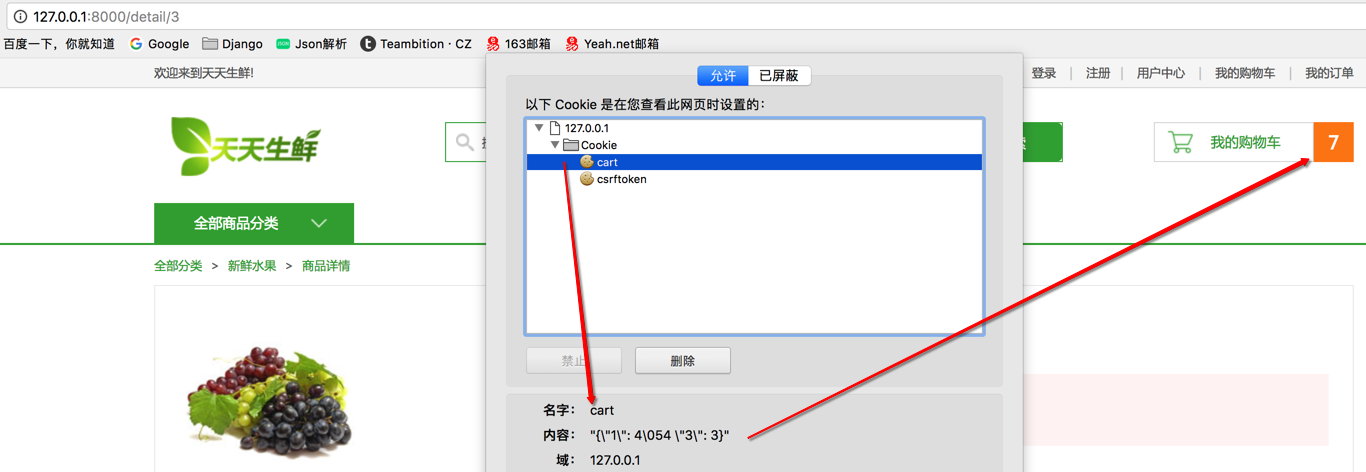 127.0.0.1:8000/detail/3
百度一下，你就知道 Google Django Json解析 Teambition · CZ 163邮箱 Yeah.net邮箱
欢迎来到天天生鲜! 登录 | 注册 | 用户中心 | 我的购物车 | 我的订单
允许 已屏蔽
以下 Cookie 是在您查看此网页时设置的：
127.0.0.1
Cookie
cart
csrftoken
天天生鲜
我的购物车 7
全部商品分类
全部分类 > 新鲜水果 > 商品详情
禁止 删除
名字： cart
内容： "{\"1\": 4\054 \"3\": 3}"
域： 127.0.0.1